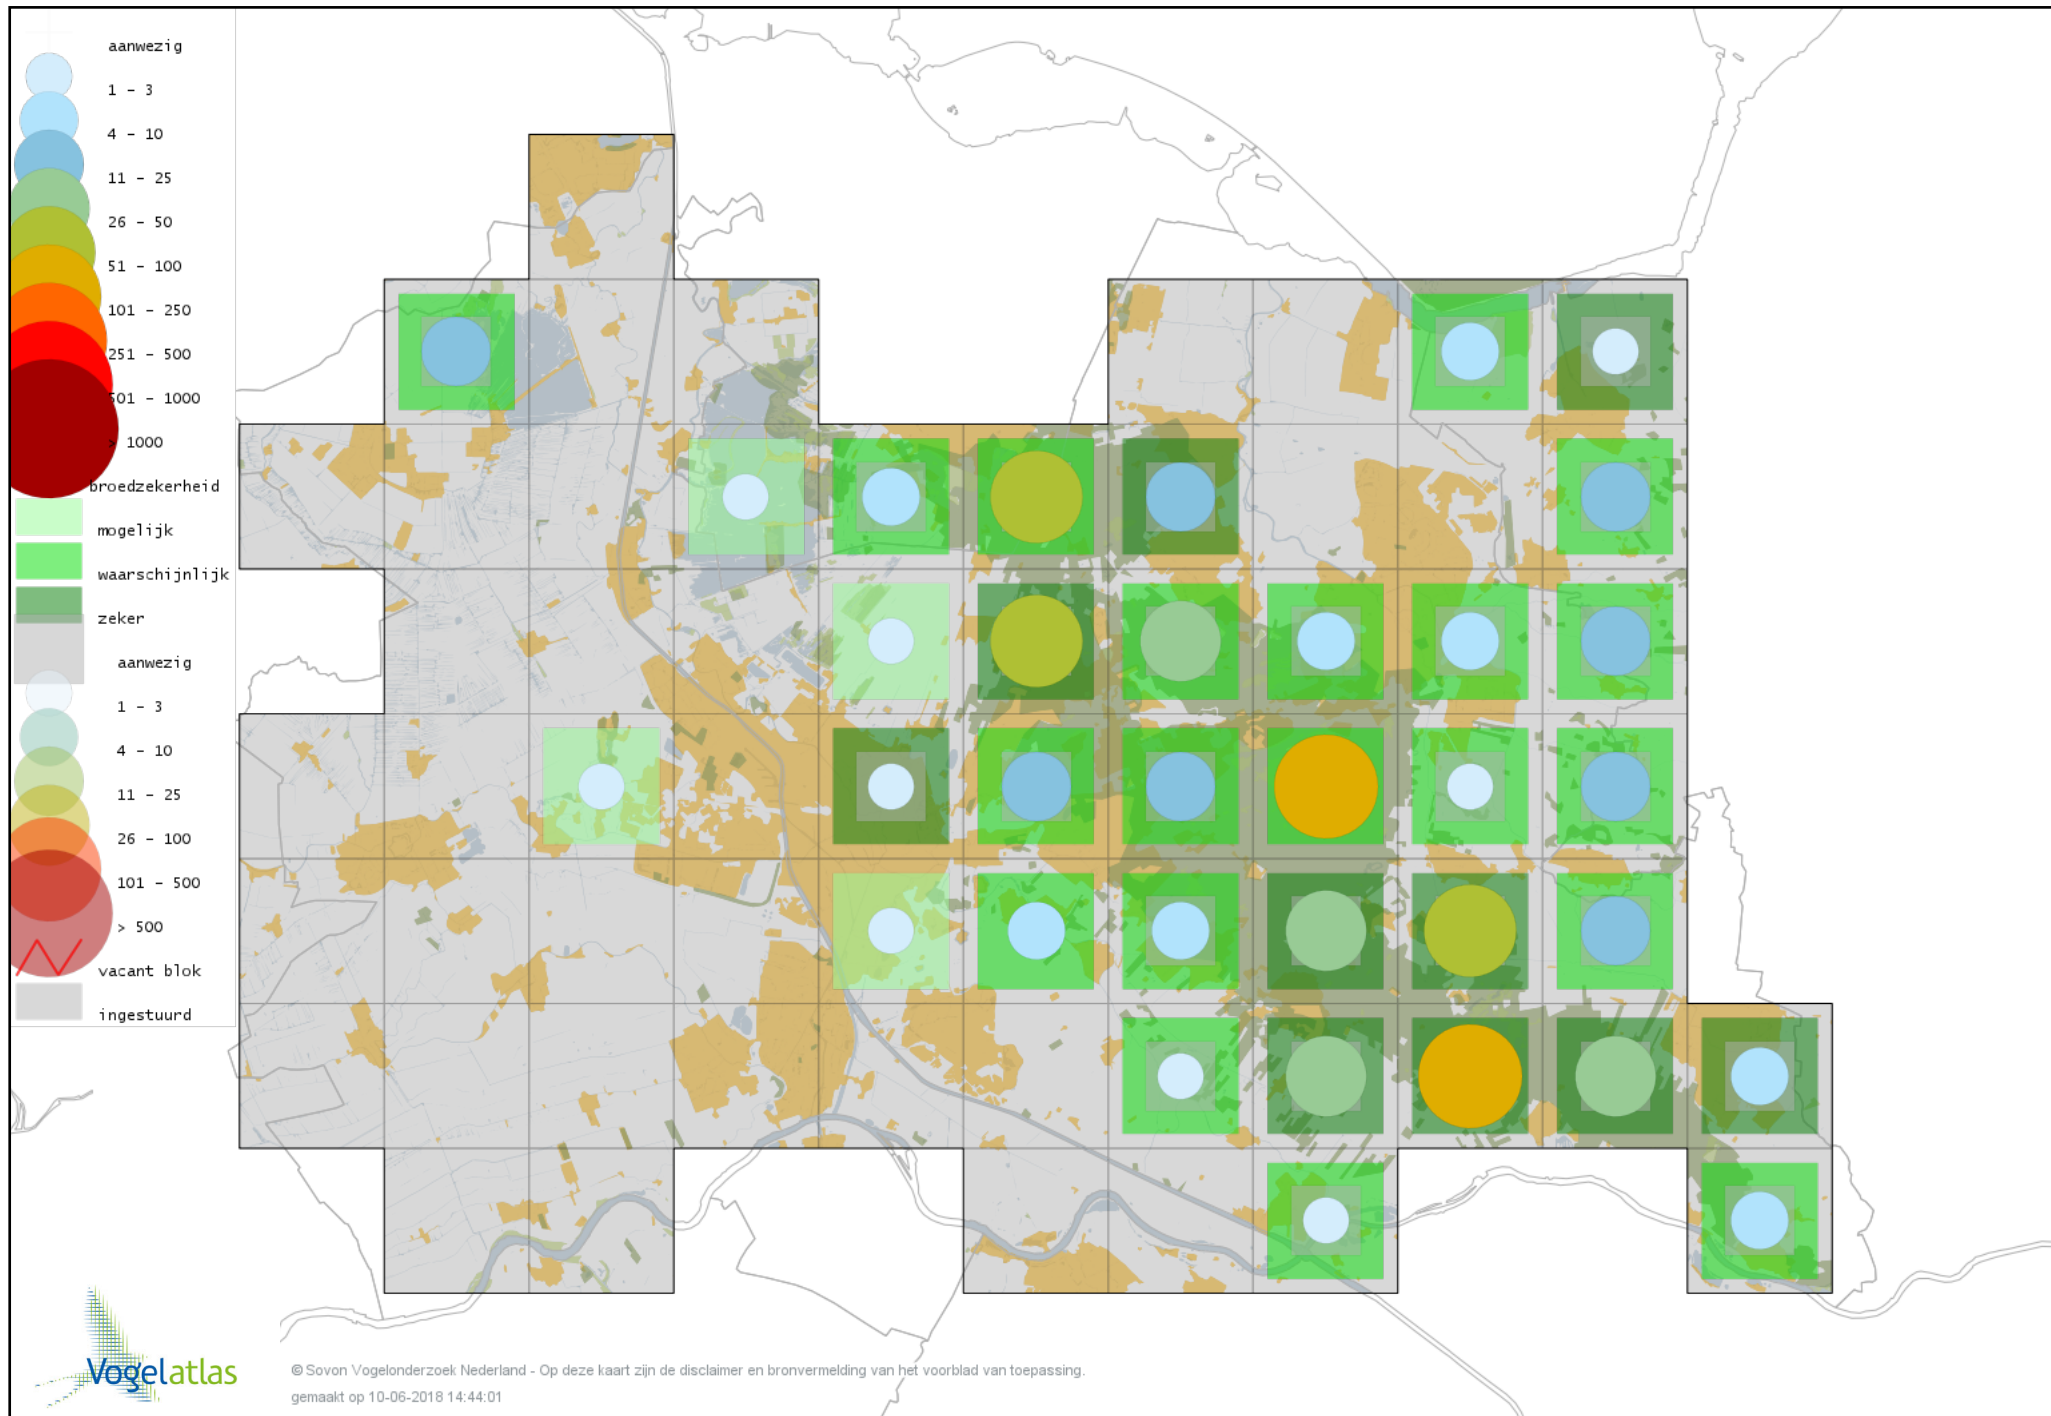 aanwezig
1 - 3
4 - 10
11 - 25
26 - 50
51 - 100
101 - 250
251 - 500
501 - 1000
> 1000
broedzekerheid
mogelijk
waarschijnlijk
zeker
aanwezig
1 - 3
4 - 10
11 - 25
26 - 100
101 - 500
> 500
vacant blok
ingestuurd
Vogelatlas
© Sovon Vogelonderzoek Nederland - Op deze kaart zijn de disclaimer en bronvermelding van het voorblad van toepassing.
gemaakt op 10-06-2018 14:44:01